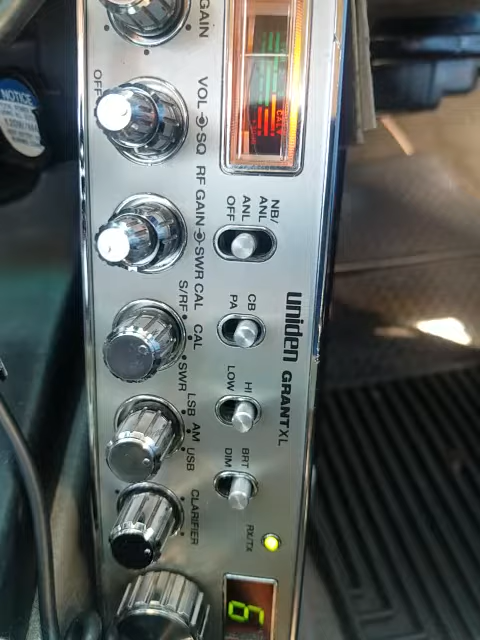 GAIN
OFF
VOL SQ
RF GAIN SWR CAL
S/RF CAL SWR
LSB AM USB
CLARIFIER
NB/
ANL
ANL
OFF
CB
PA
HI
LOW
BRT
DIM
RX/TX
uniden GRANT XL
CAL
NOTICE